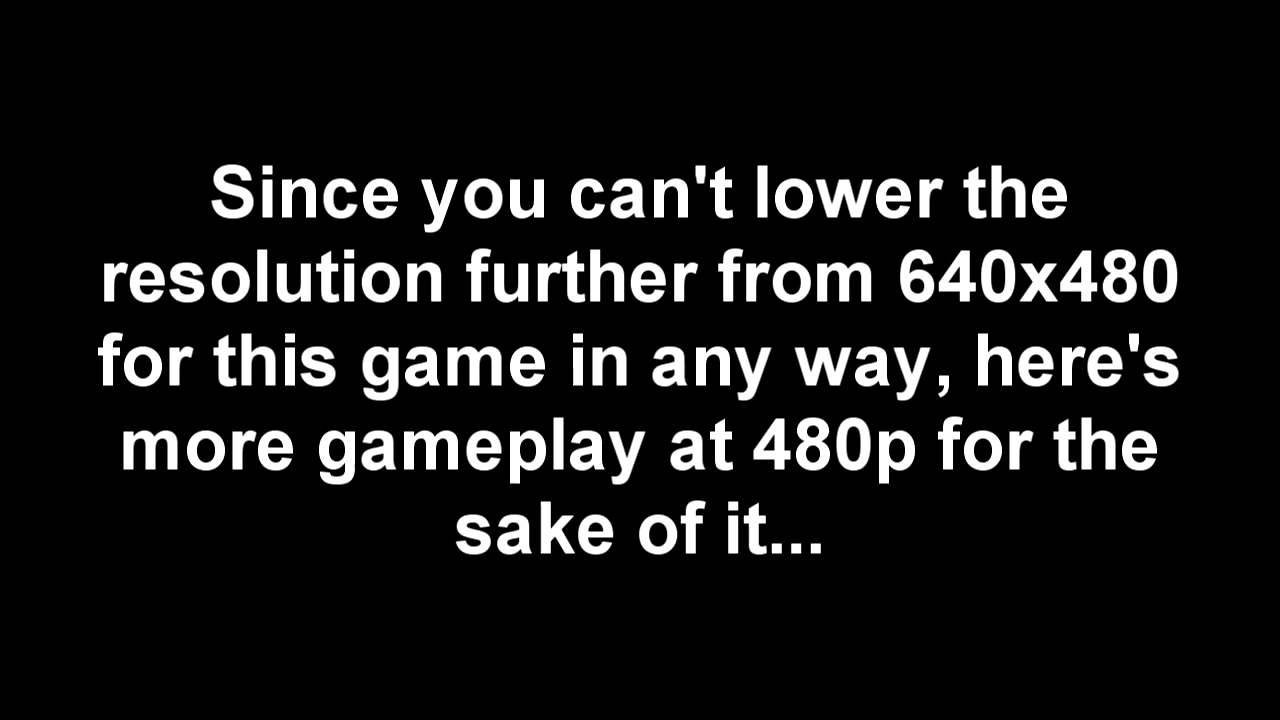 Since you can't lower the
resolution further from 640x480
for this game in any way, here's
more gameplay at 480p for the
sake of it...